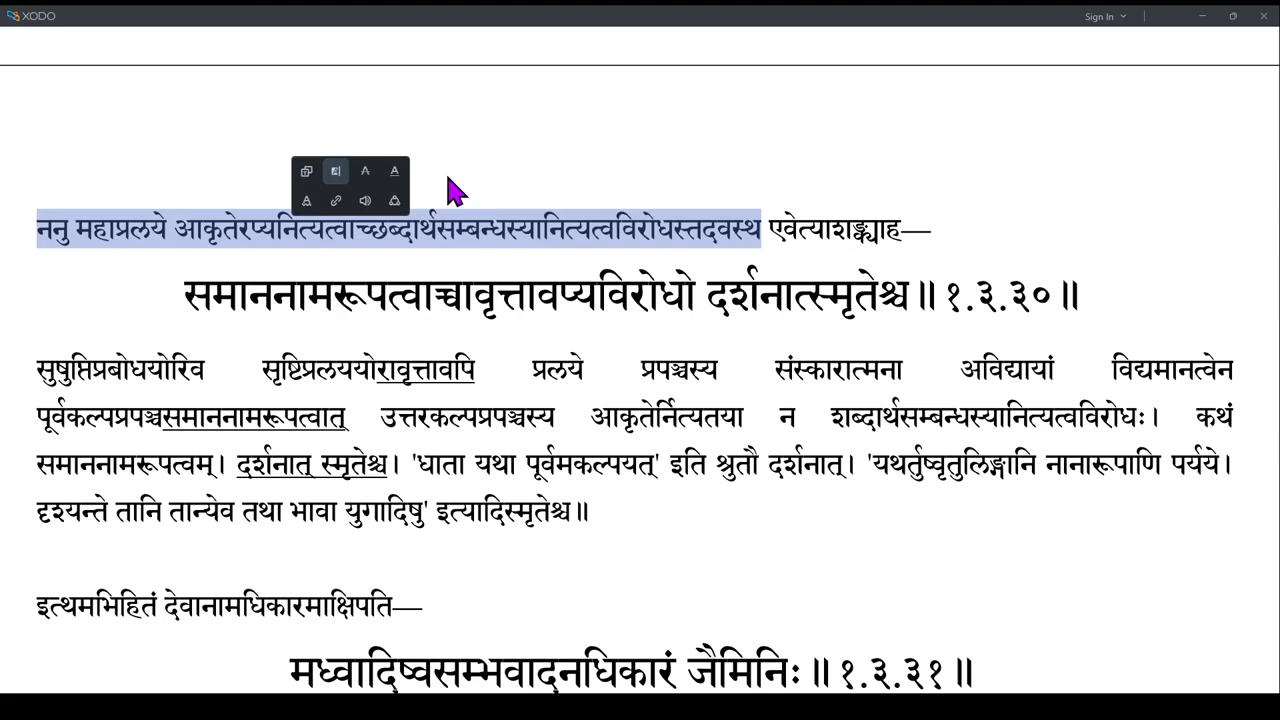 XODO
Sign In
ननु महाप्रलये आकृतेरप्यनित्यत्वाच्छब्दार्थसम्बन्धस्यानित्यत्वविरोधस्तदवस्थ एवेत्याशङ्क्याह—
समाननामरूपत्वाच्चावृत्तावप्यविरोधो दर्शनात्स्मृतेश्च॥ १.३.३०॥
सुषुप्तिप्रबोधयोरिव सृष्टिप्रलययोरावृत्तावपि प्रलये प्रपञ्चस्य संस्कारात्मना अविद्यायां विद्यमानत्वेन
पूर्वकल्पप्रपञ्चसमाननामरूपत्वात् उत्तरकल्पप्रपञ्चस्य आकृतेर्नित्यतया न शब्दार्थसम्बन्धस्यानित्यत्वविरोधः। कथं
समाननामरूपत्वम्। दर्शनात् स्मृतेश्च। 'धाता यथा पूर्वमकल्पयत्' इति श्रुतौ दर्शनात्। 'यथर्तुष्वृतुलिङ्गानि नानारूपाणि पर्यये।
दृश्यन्ते तानि तान्येव तथा भावा युगादिषु' इत्यादिस्मृतेश्च॥
इत्थमभिहितं देवानामधिकारमाक्षिपति—
मध्वादिष्वसम्भवादनधिकारं जैमिनिः॥ १.३.३१॥